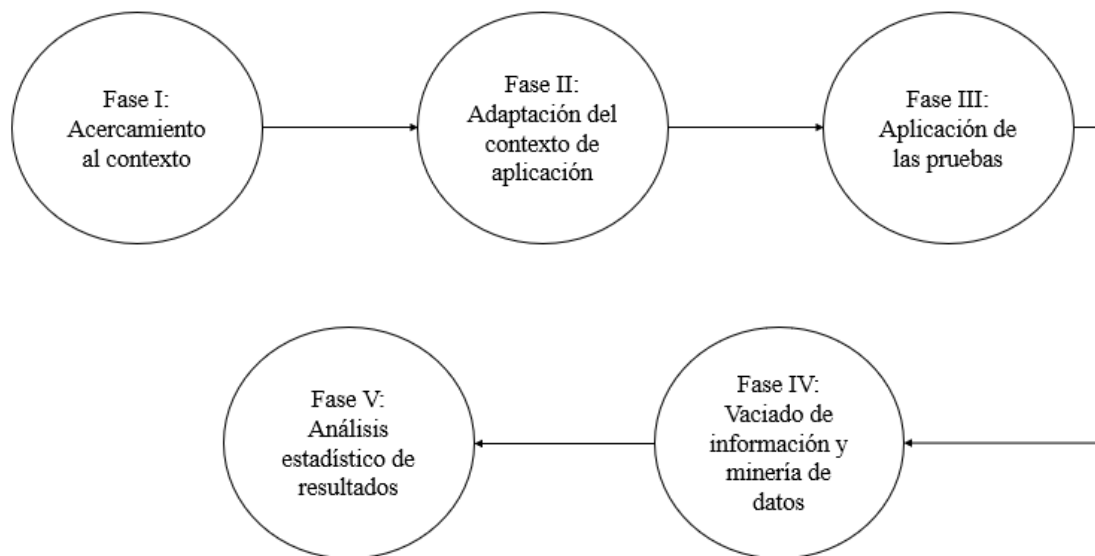 Fase I:
Acercamiento
al contexto
Fase II:
Adaptación del
contexto de
aplicación
Fase III:
Aplicación de
las pruebas
Fase IV:
Vaciado de
información y
minería de
datos
Fase V:
Análisis
estadístico de
resultados